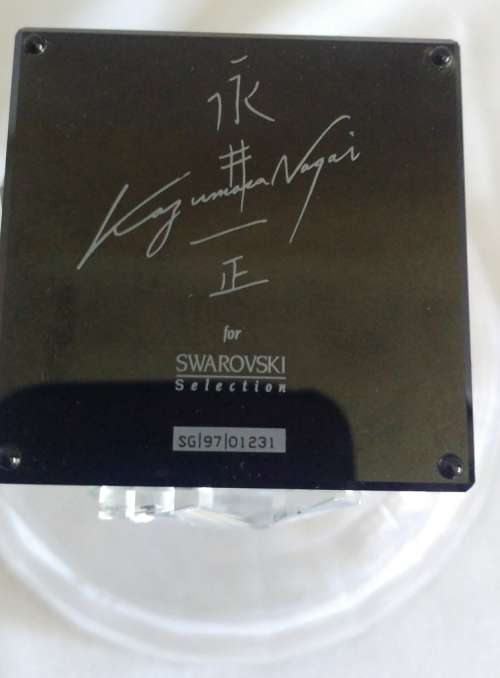 永
井
Kazumasa Nagai
一
正
for
SWAROVSKI
Selection
SG|97|01231